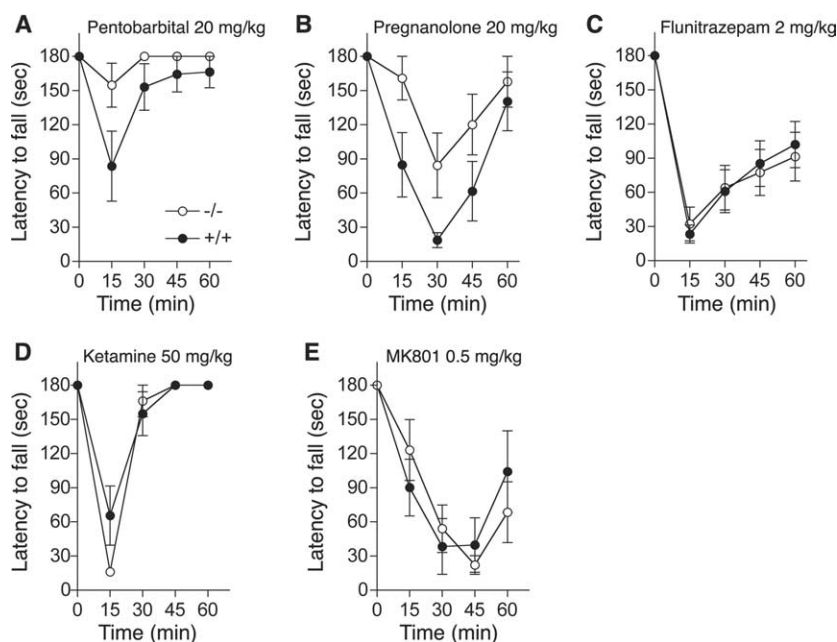 A Pentobarbital 20 mg/kg
Latency to fall (sec)
180
150
120
90
60
30
0
-/-
+/+
0 15 30 45 60
Time (min)
B Pregnanolone 20 mg/kg
Latency to fall (sec)
180
150
120
90
60
30
0
0 15 30 45 60
Time (min)
C Flunitrazepam 2 mg/kg
Latency to fall (sec)
180
150
120
90
60
30
0
0 15 30 45 60
Time (min)
D Ketamine 50 mg/kg
Latency to fall (sec)
180
150
120
90
60
30
0
0 15 30 45 60
Time (min)
E MK801 0.5 mg/kg
Latency to fall (sec)
180
150
120
90
60
30
0
0 15 30 45 60
Time (min)